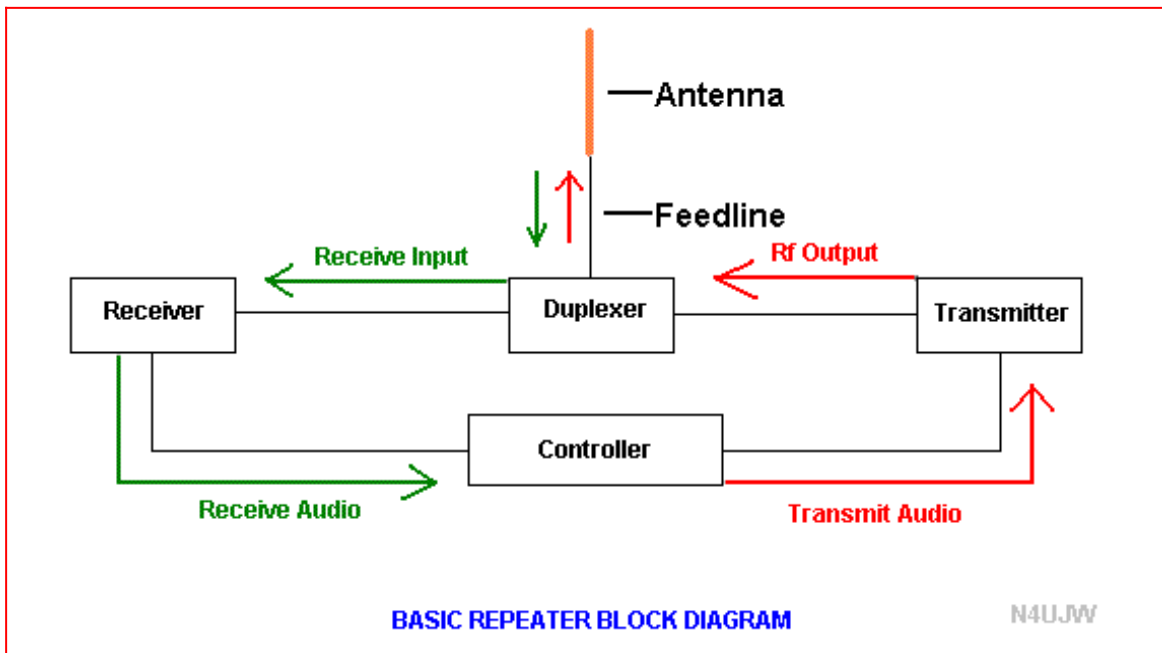 Antenna
Feedline
Receive Input
Rf Output
Receiver
Duplexer
Transmitter
Controller
Receive Audio
Transmit Audio
BASIC REPEATER BLOCK DIAGRAM
N4UJW